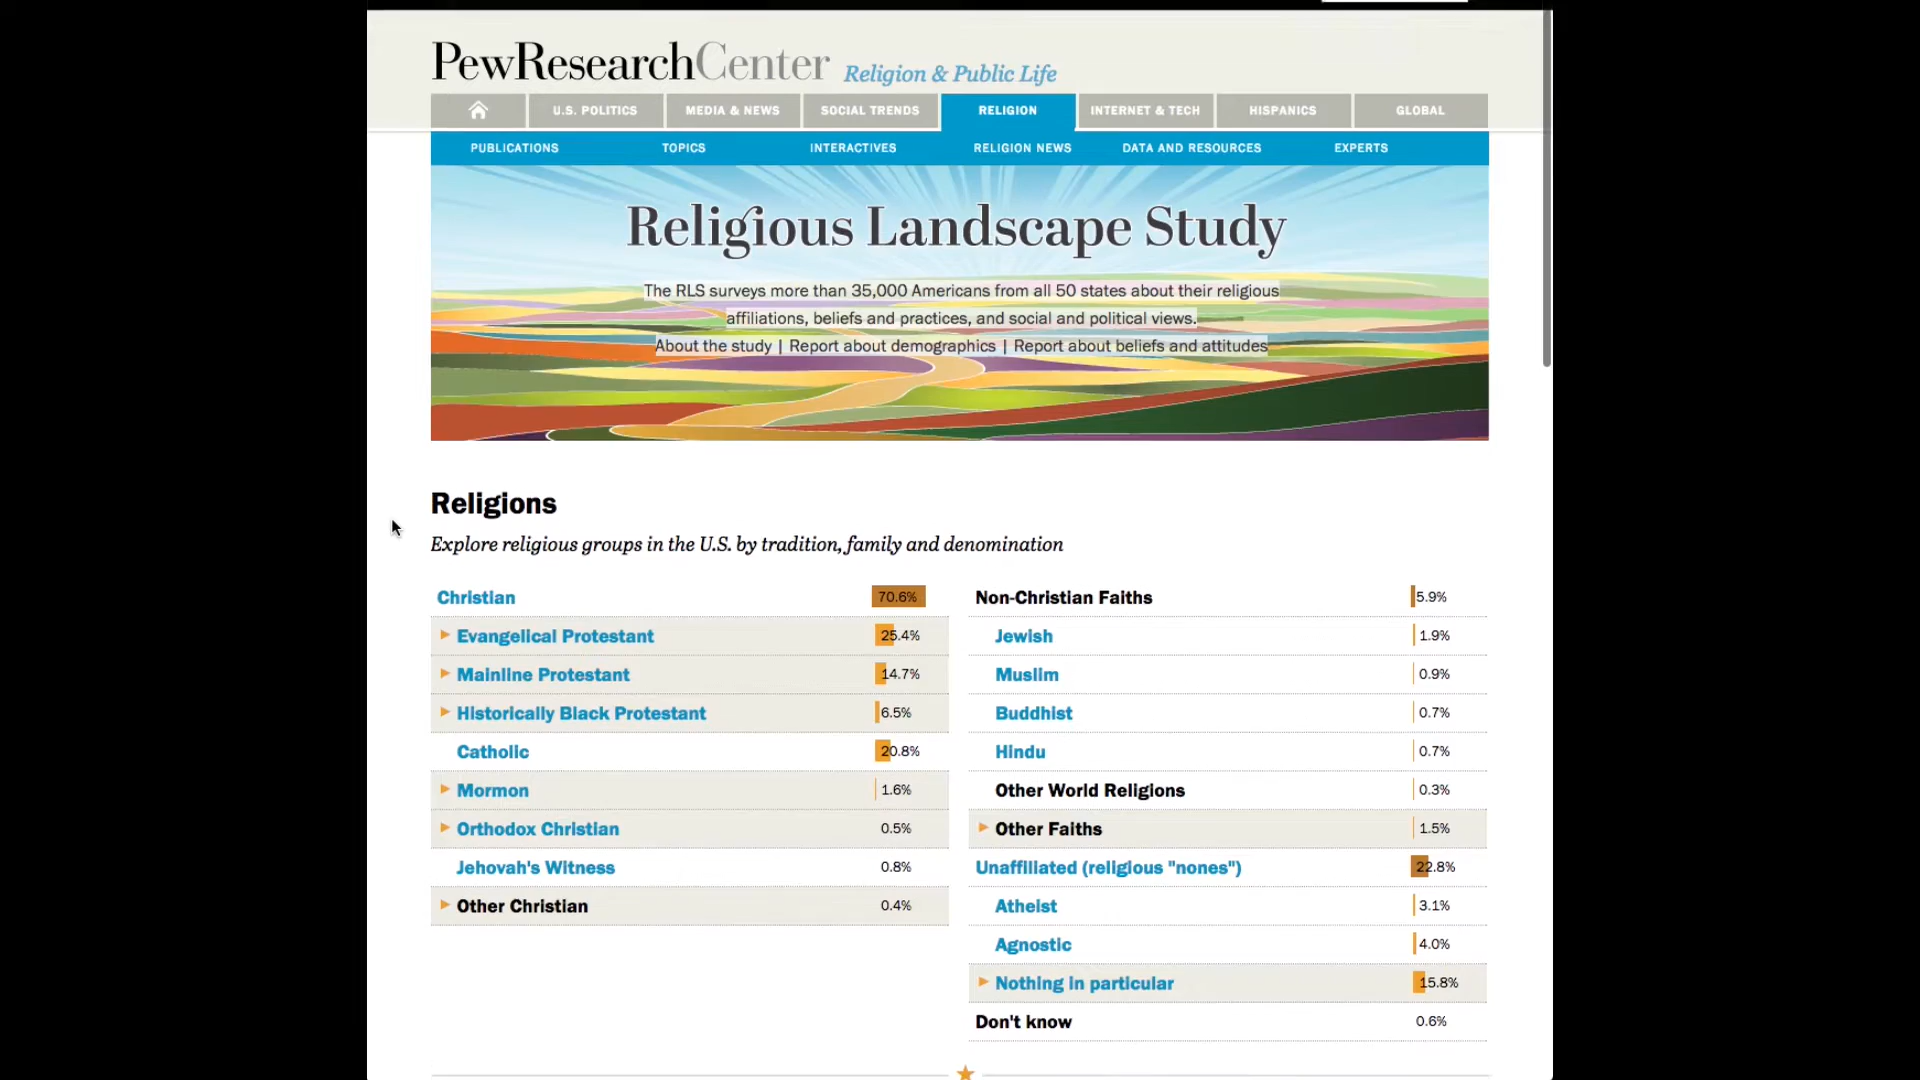 PewResearchCenter Religion & Public Life
U.S. POLITICS MEDIA & NEWS SOCIAL TRENDS RELIGION INTERNET & TECH HISPANICS GLOBAL
PUBLICATIONS TOPICS INTERACTIVES RELIGION NEWS DATA AND RESOURCES EXPERTS
Religious Landscape Study
The RLS surveys more than 35,000 Americans from all 50 states about their religious
affiliations, beliefs and practices, and social and political views.
About the study | Report about demographics | Report about beliefs and attitudes
Religions
Explore religious groups in the U.S. by tradition, family and denomination
Christian 70.6%
Evangelical Protestant 25.4%
Mainline Protestant 14.7%
Historically Black Protestant 6.5%
Catholic 20.8%
Mormon 1.6%
Orthodox Christian 0.5%
Jehovah's Witness 0.8%
Other Christian 0.4%
Non-Christian Faiths 5.9%
Jewish 1.9%
Muslim 0.9%
Buddhist 0.7%
Hindu 0.7%
Other World Religions 0.3%
Other Faiths 1.5%
Unaffiliated (religious "nones") 22.8%
Atheist 3.1%
Agnostic 4.0%
Nothing in particular 15.8%
Don't know 0.6%